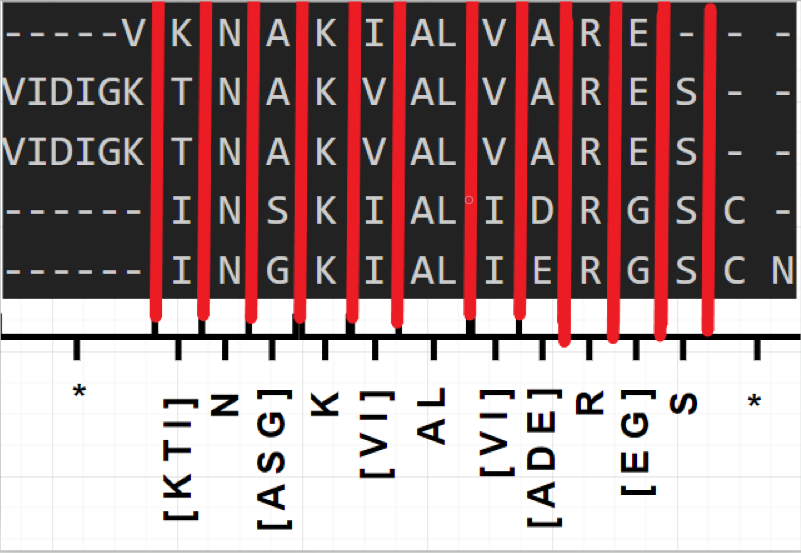 -----V K N A K I AL V A R E - - -
VIDIGK T N A K V AL V A R E S - -
VIDIGK T N A K V AL V A R E S - -
------ I N S K I AL I D R G S C -
------ I N G K I AL I E R G S C N
* [KTI] N [ASG] K [VI] AL [VI] [ADE] R [EG] S *